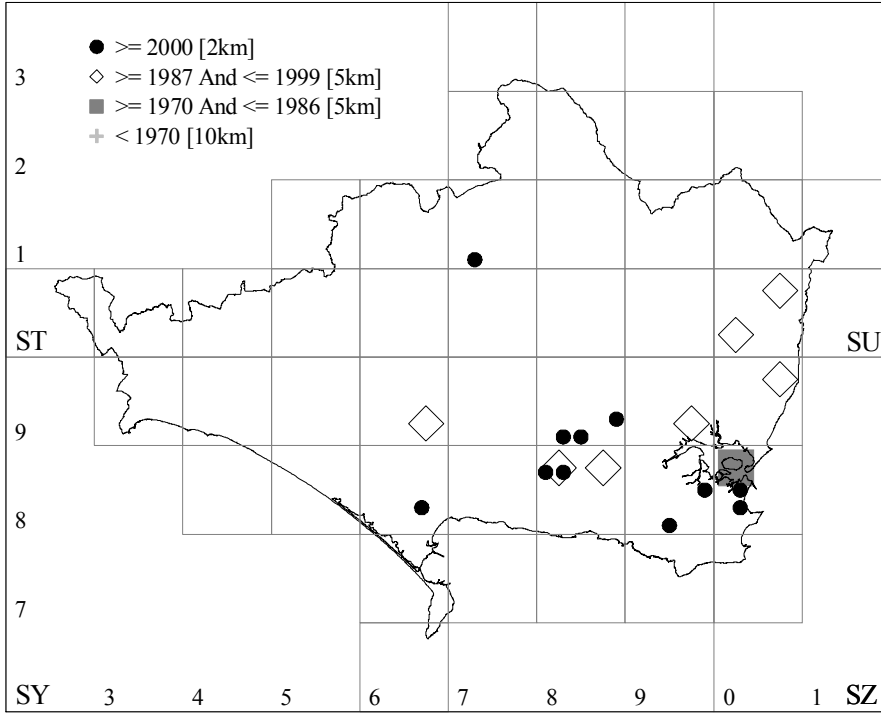 >= 2000 [2km]
>= 1987 And <= 1999 [5km]
>= 1970 And <= 1986 [5km]
< 1970 [10km]
3
2
1
ST SU
9
8
7
SY 3 4 5 6 7 8 9 0 1 SZ